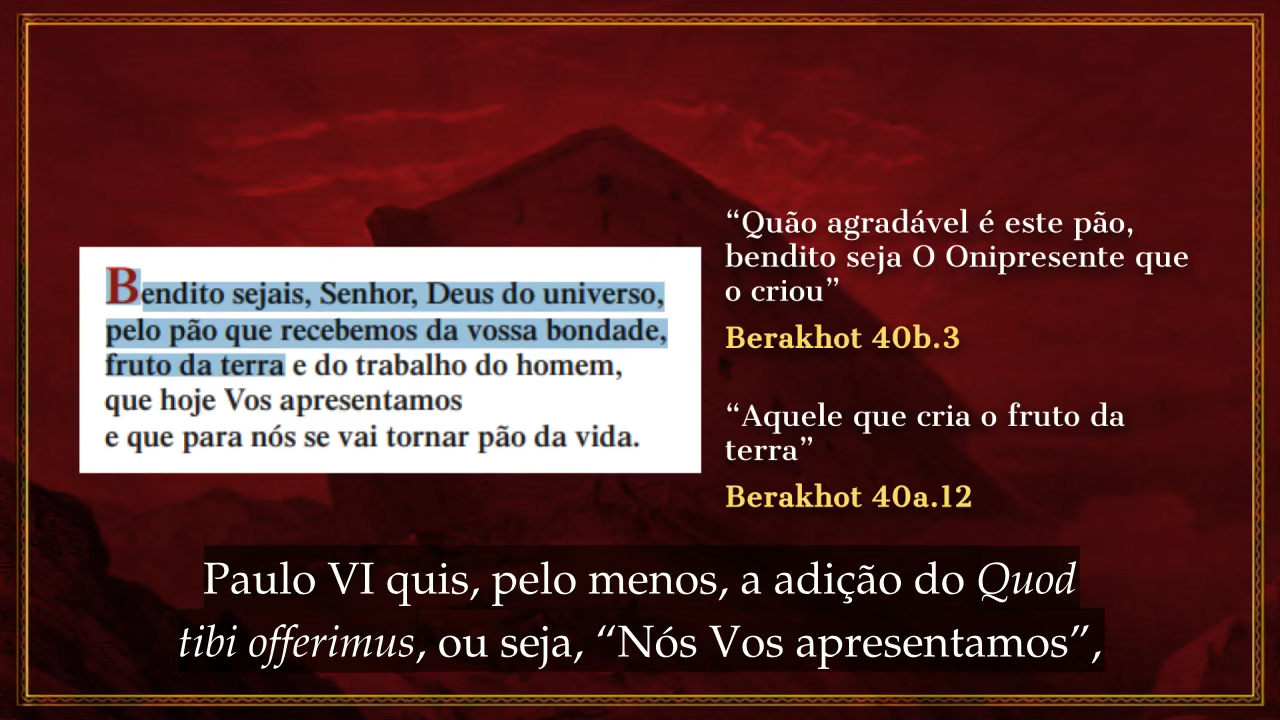 Bendito sejais, Senhor, Deus do universo,
pelo pão que recebemos da vossa bondade,
fruto da terra e do trabalho do homem,
que hoje Vos apresentamos
e que para nós se vai tornar pão da vida.
“Quão agradável é este pão,
bendito seja O Onipresente que
o criou”
Berakhot 40b.3
“Aquele que cria o fruto da
terra”
Berakhot 40a.12
Paulo VI quis, pelo menos, a adição do Quod
tibi offerimus, ou seja, “Nós Vos apresentamos”,